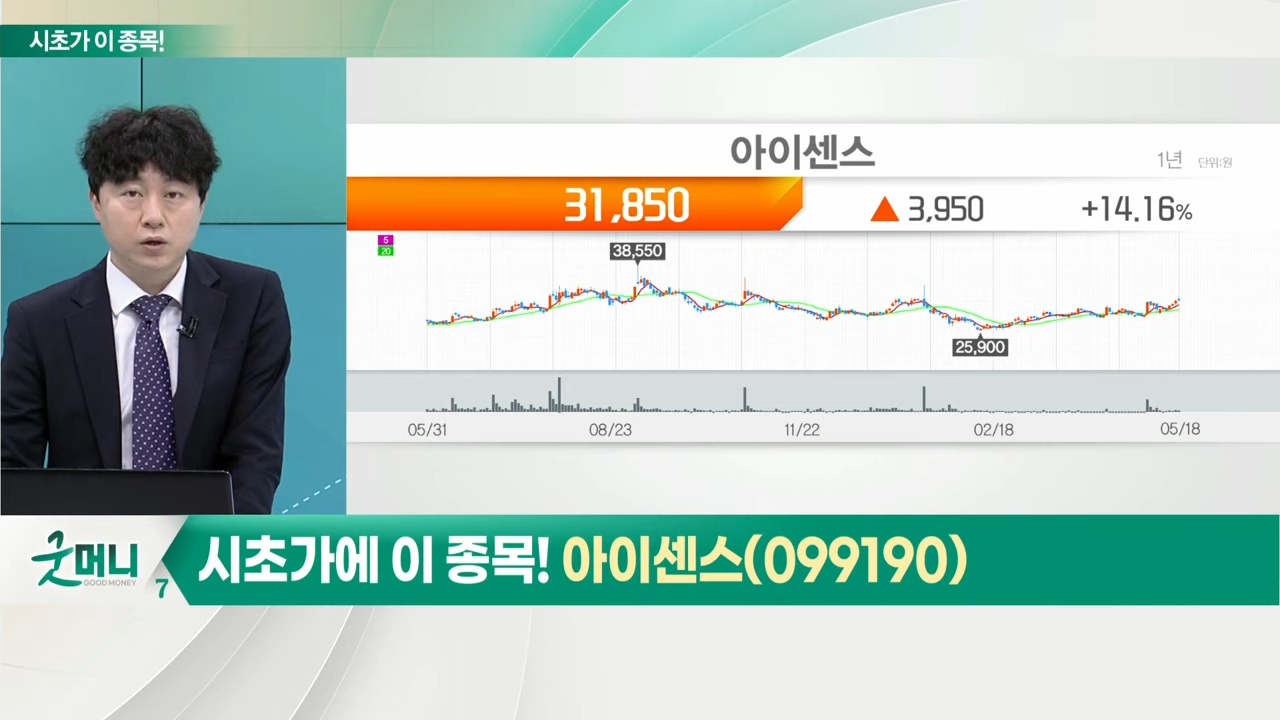 시초가 이 종목!
아이센스
1년 단위:원
31,850 ▲ 3,950 +14.16%
5
20
38,550
25,900
05/31 08/23 11/22 02/18 05/18
굿머니
GOOD MONEY
7
시초가에 이 종목! 아이센스(099190)